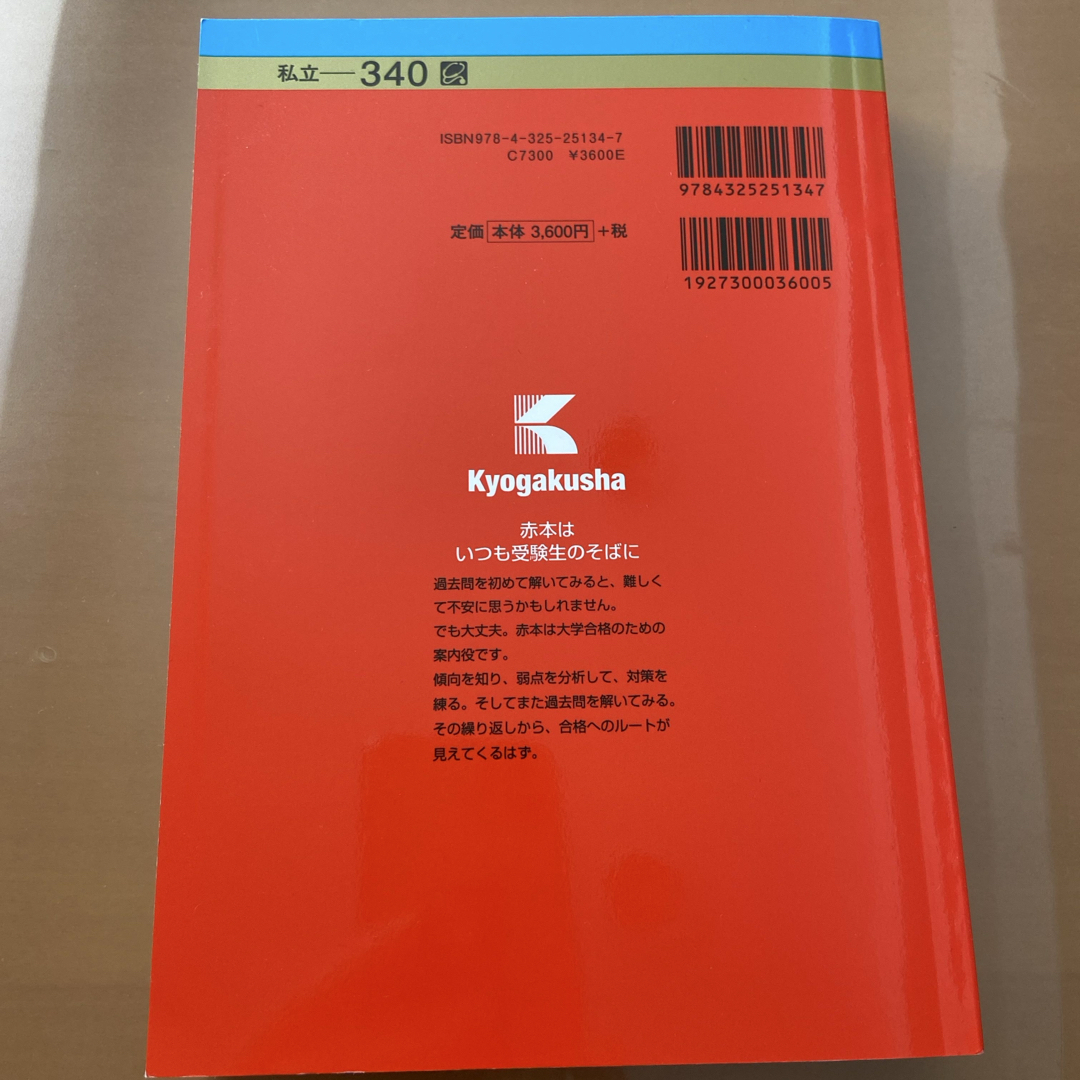 私立――340
ISBN978-4-325-25134-7
C7300 ¥3600E
9784325251347
定価 本体 3,600円 +税
1927300036005
Kyogakusha
赤本は
いつも受験生のそばに
過去問を初めて解いてみると、難しく
て不安に思うかもしれません。
でも大丈夫。赤本は大学合格のための
案内役です。
傾向を知り、弱点を分析して、対策を
練る。そしてまた過去問を解いてみる。
その繰り返しから、合格へのルートが
見えてくるはず。